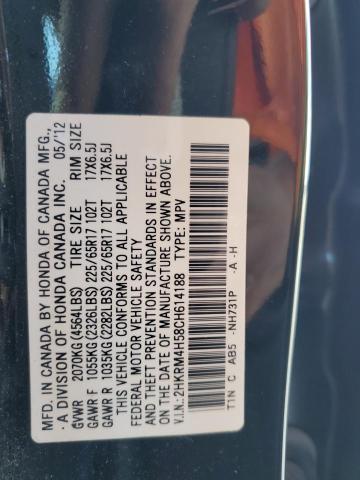 MFD. IN CANADA BY HONDA OF CANADA MFG.,
A DIVISION OF HONDA CANADA INC. 05/'12
GVWR 2070KG(4564LBS) TIRE SIZE RIM SIZE
GAWR F 1055KG(2326LBS) 225/65R17 102T 17X6.5J
GAWR R 1035KG(2282LBS) 225/65R17 102T 17X6.5J
THIS VEHICLE CONFORMS TO ALL APPLICABLE
FEDERAL MOTOR VEHICLE SAFETY
AND THEFT PREVENTION STANDARDS IN EFFECT
ON THE DATE OF MANUFACTURE SHOWN ABOVE.
V.I.N.: 2HKRM4H58CH614188 TYPE: MPV
T1N C AB5 -NH731P -A -H